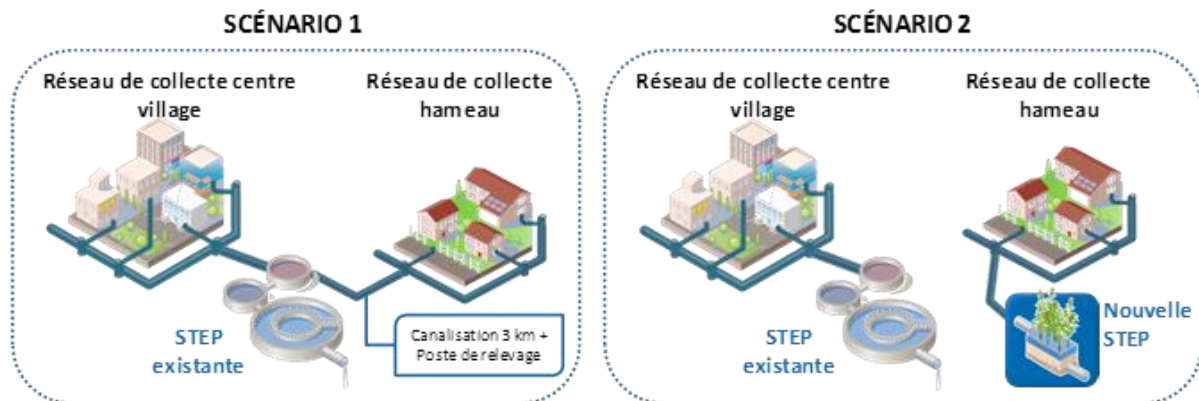 SCÉNARIO 1
Réseau de collecte centre
village
Réseau de collecte
hameau
STEP
existante
Canalisation 3 km +
Poste de relevage
SCÉNARIO 2
Réseau de collecte centre
village
Réseau de collecte
hameau
STEP
existante
Nouvelle
STEP